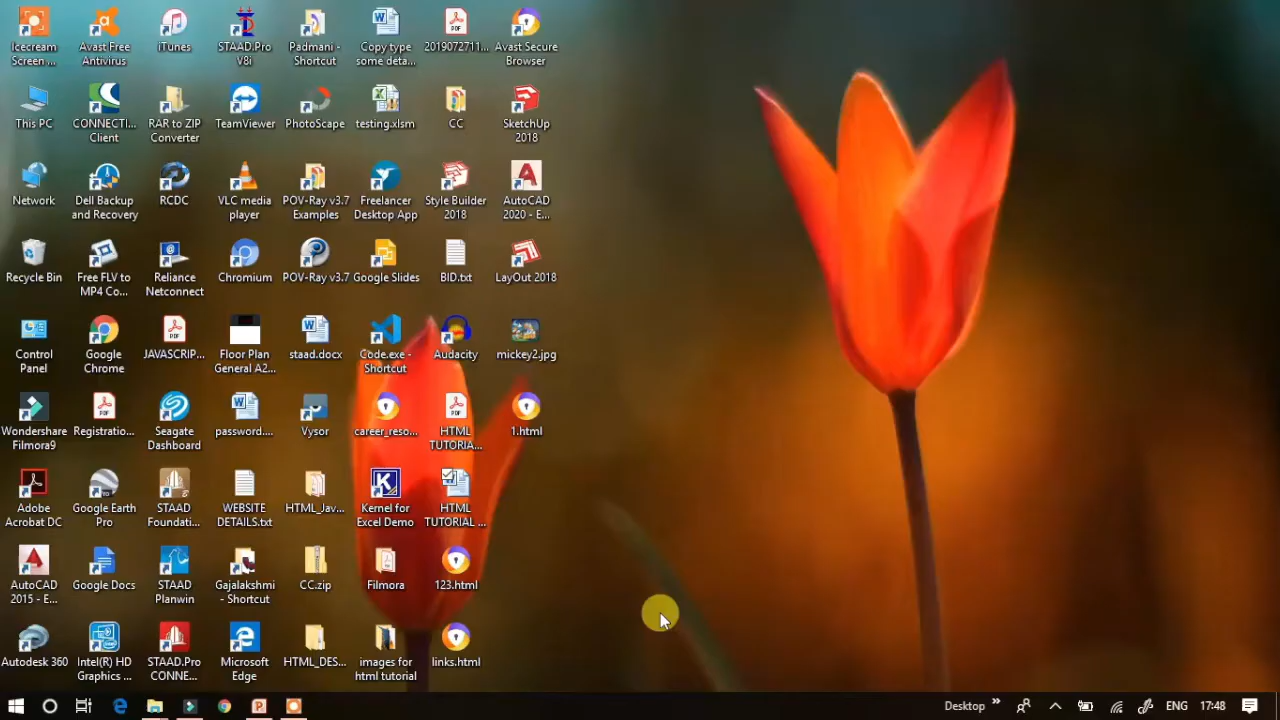 Icecream
Screen ...
Avast Free
Antivirus
iTunes
STAAD.Pro
V8i
Padmani -
Shortcut
Copy type
some deta...
2019072711...
Avast Secure
Browser
This PC
CONNECTI...
Client
RAR to ZIP
Converter
TeamViewer
PhotoScape
testing.xlsm
CC
SketchUp
2018
Network
Dell Backup
and Recovery
RCDC
VLC media
player
POV-Ray v3.7
Examples
Freelancer
Desktop App
Style Builder
2018
AutoCAD
2020 - E...
Recycle Bin
Free FLV to
MP4 Co...
Reliance
Netconnect
Chromium
POV-Ray v3.7
Google Slides
BID.txt
LayOut 2018
Control
Panel
Google
Chrome
JAVASCRIP...
Floor Plan
General A2...
staad.docx
Code.exe -
Shortcut
Audacity
mickey2.jpg
Wondershare
Filmora9
Registratio...
Seagate
Dashboard
password....
Vysor
career_reso...
HTML
TUTORIA...
1.html
Adobe
Acrobat DC
Google Earth
Pro
STAAD
Foundati...
WEBSITE
DETAILS.txt
HTML_Jav...
Kernel for
Excel Demo
HTML
TUTORIAL ...
AutoCAD
2015 - E...
Google Docs
STAAD
Planwin
Gajalakshmi
- Shortcut
CC.zip
Filmora
123.html
Autodesk 360
Intel(R) HD
Graphics ...
STAAD.Pro
CONNE...
Microsoft
Edge
HTML_DES...
images for
html tutorial
links.html
Desktop
ENG
17:48